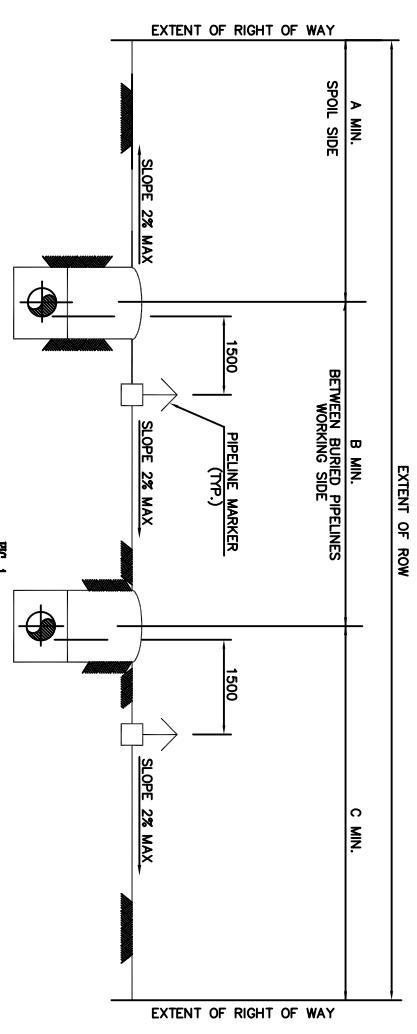 EXTENT OF ROW
EXTENT OF RIGHT OF WAY
A MIN.
SPOIL SIDE
B MIN.
BETWEEN BURIED PIPELINES
WORKING SIDE
C MIN.
EXTENT OF RIGHT OF WAY
1500
PIPELINE MARKER
(TYP.)
1500
SLOPE 2% MAX
SLOPE 2% MAX
SLOPE 2% MAX
FIG. 1